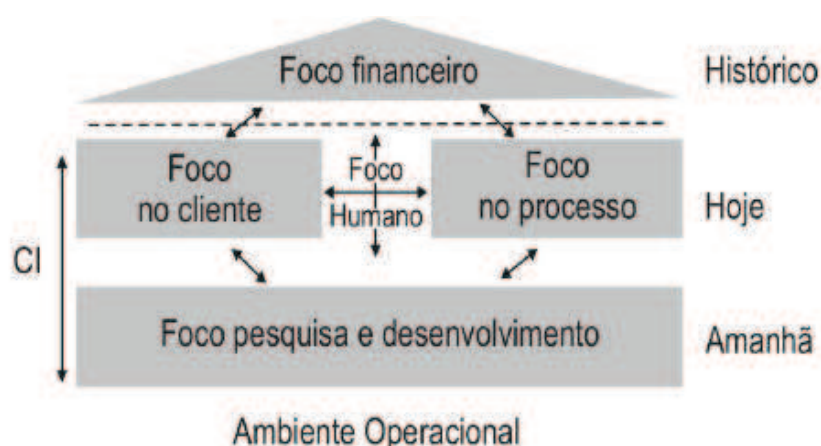 Foco financeiro
Histórico
Foco
no cliente
Foco
Humano
Foco
no processo
Hoje
CI
Foco pesquisa e desenvolvimento
Amanhã
Ambiente Operacional